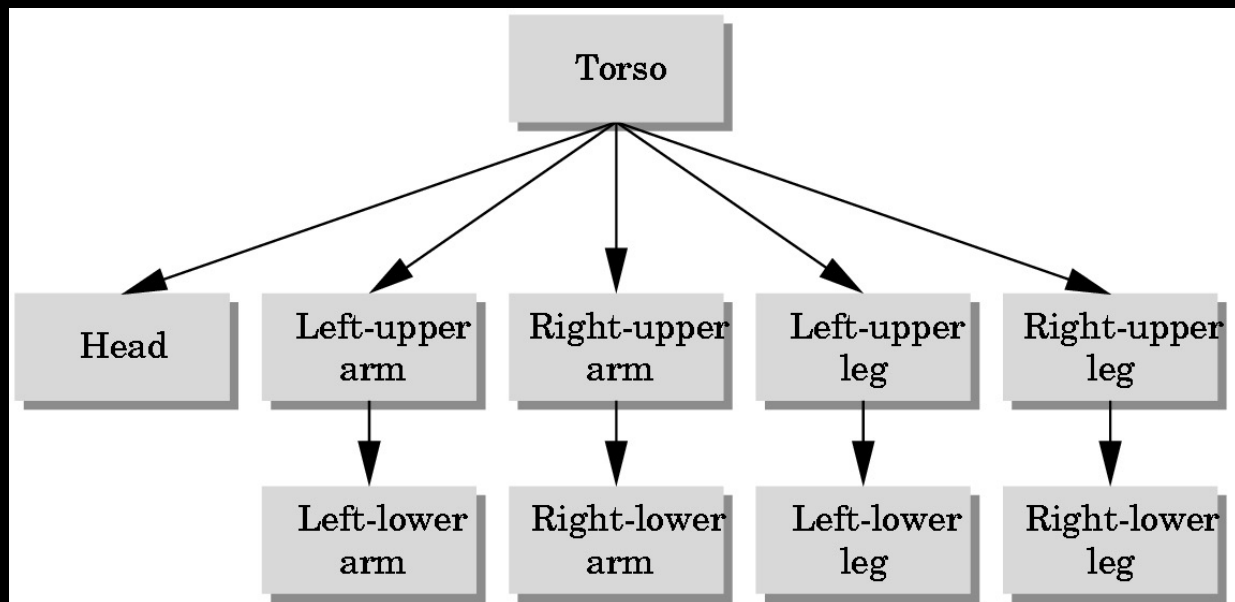 Torso
Head
Left-upper
arm
Right-upper
arm
Left-upper
leg
Right-upper
leg
Left-lower
arm
Right-lower
arm
Left-lower
leg
Right-lower
leg